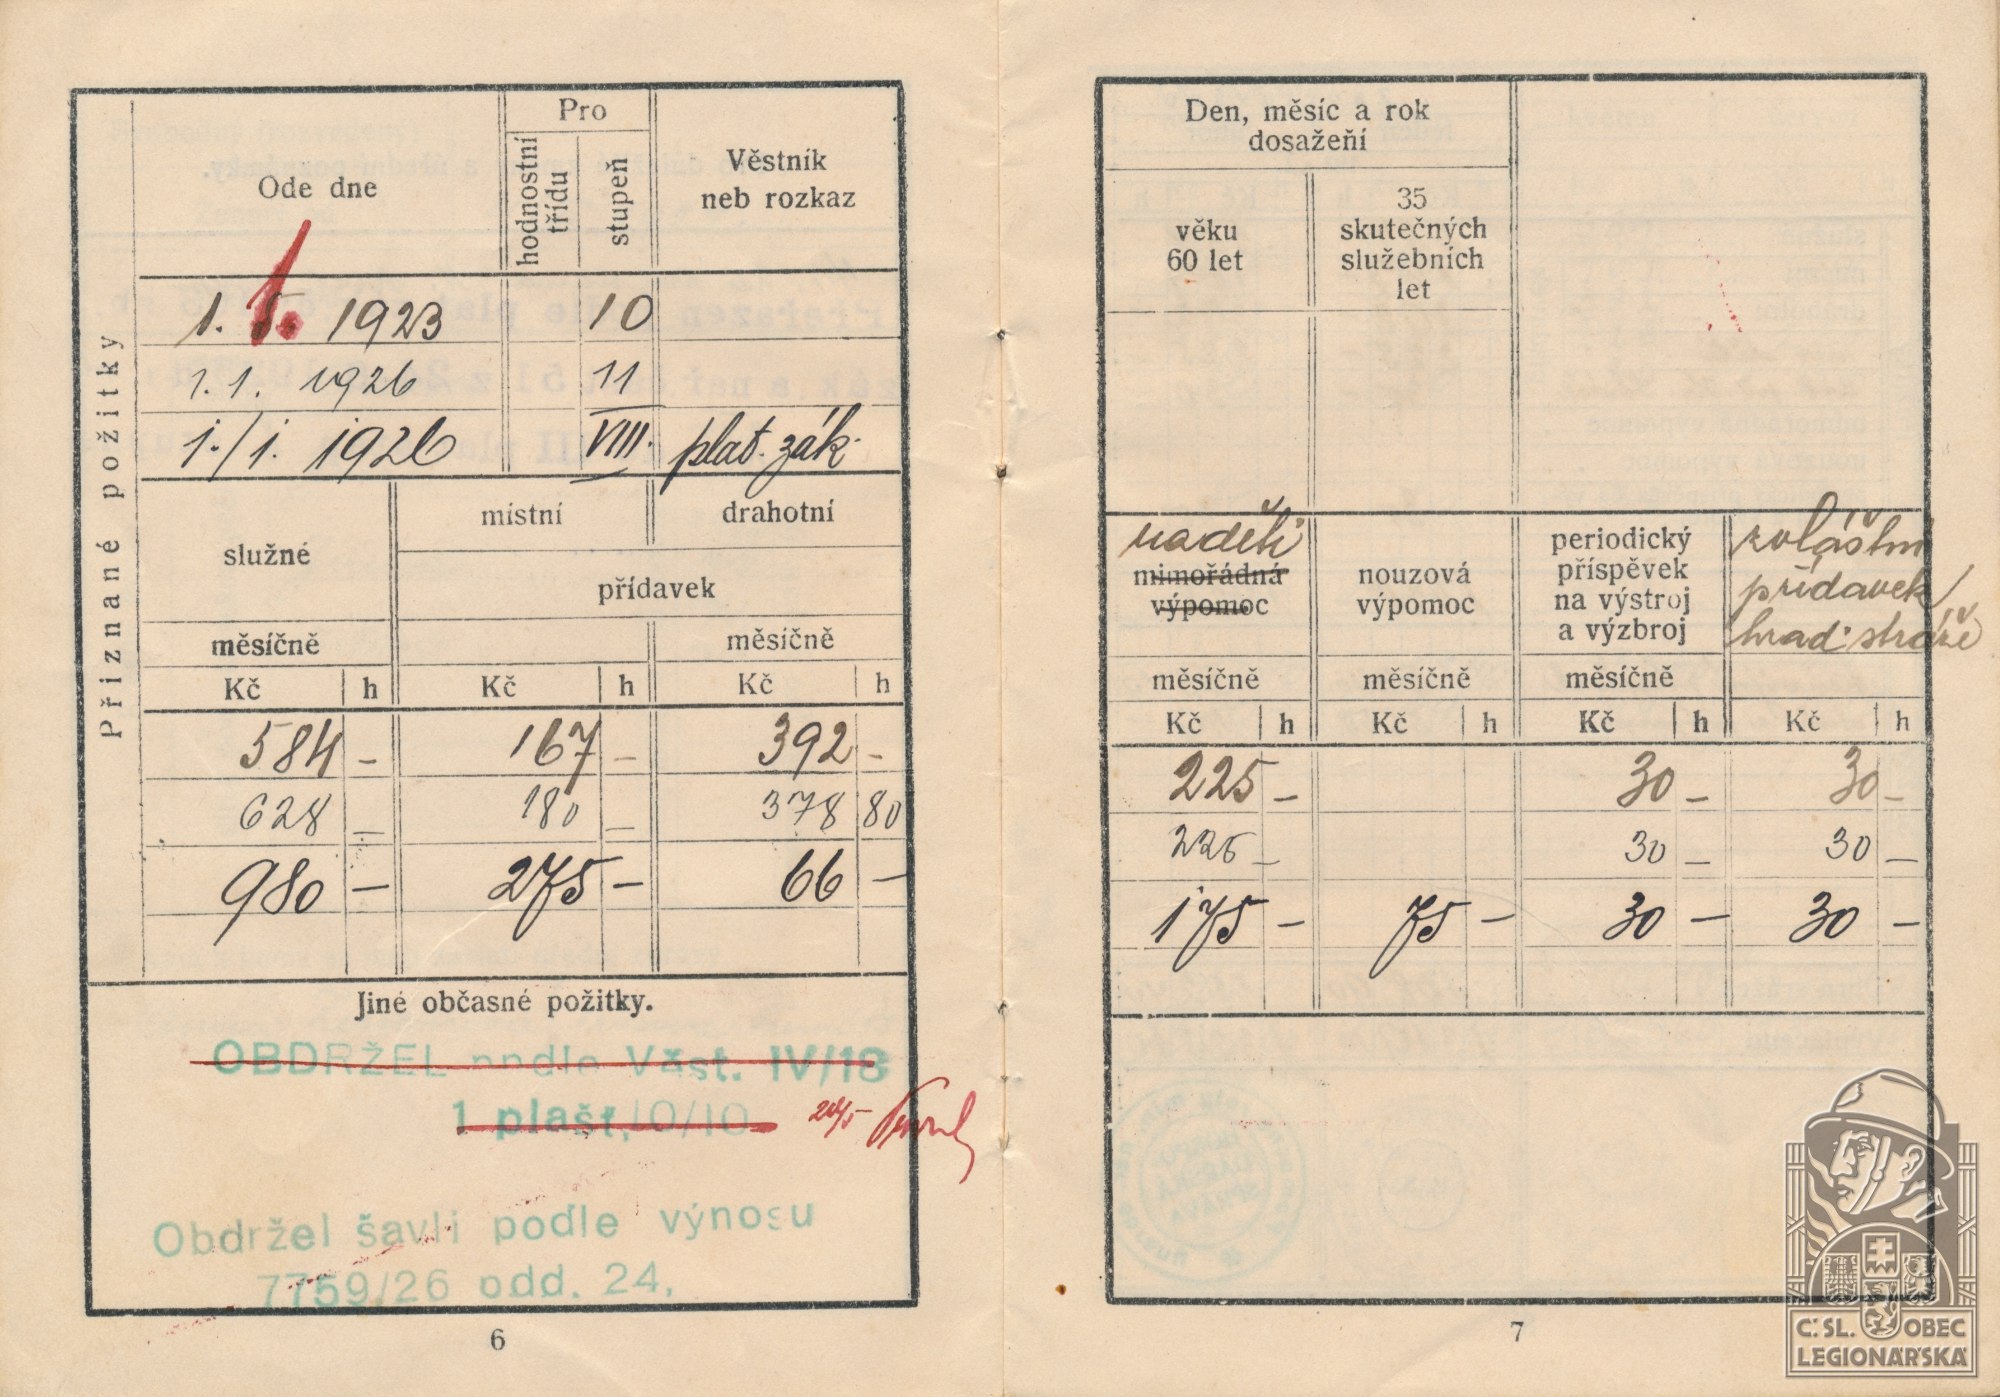 Přiznané požitky
Ode dne
Pro
hodnostní třídu
stupeň
Věstník
neb rozkaz
1. 1. 1923 10
1. 1. 1926 11
1./1. 1926 VIII. plat. zák.
služné
místní
drahotní
přídavek
měsíčně
měsíčně
Kč h Kč h Kč h
584 – 167 – 392 –
628 – 180 – 378 80
980 – 275 – 66 –
Jiné občasné požitky.
OBDRŽEL podle Věst. IV/18
1 plašť, 10/10
Obdržel šavli podle výnosu
7759/26 odd. 24.
6
Den, měsíc a rok
dosažení
věku
60 let
35
skutečných
služebních
let
na děti
mimořádná
výpomoc
nouzová
výpomoc
periodický
příspěvek
na výstroj
a výzbroj
zvláštní
přídavek
hrad. stráže
měsíčně měsíčně měsíčně
Kč h Kč h Kč h Kč h
225 – 30 – 30 –
225 – 30 – 30 –
175 – 75 – 30 – 30 –
7
Č. SL. OBEC
LEGIONÁŘSKÁ